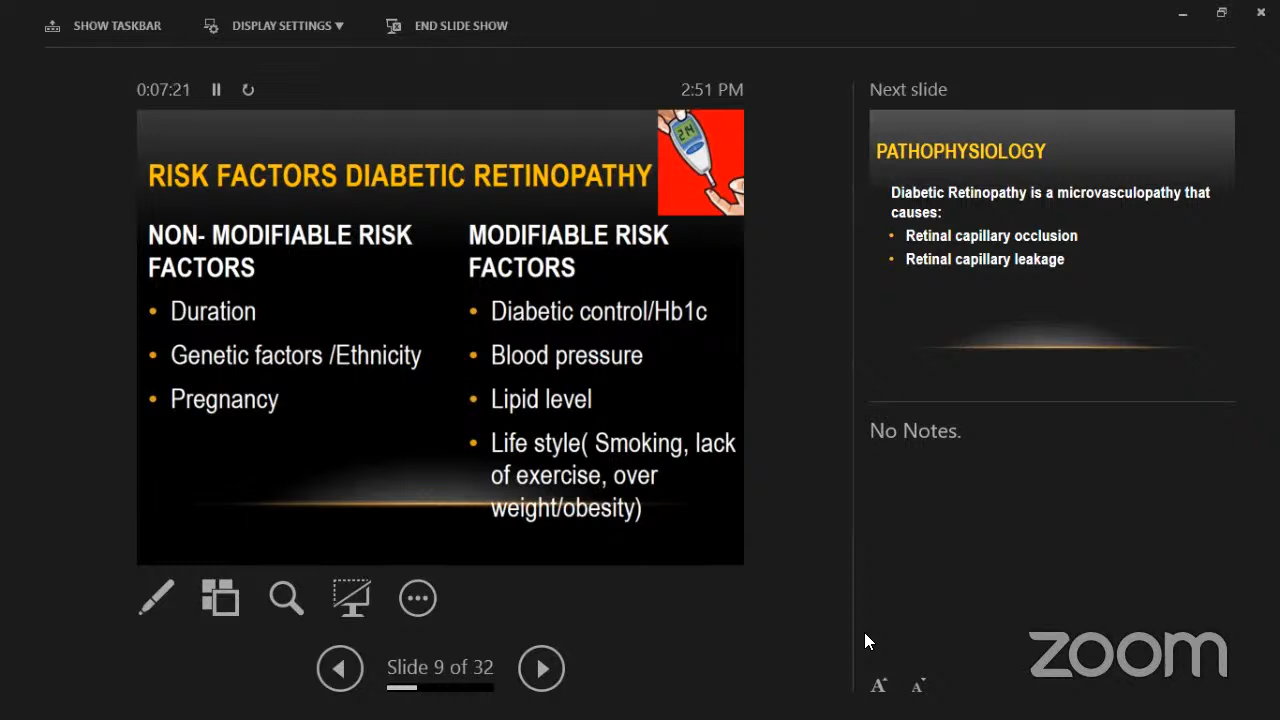 SHOW TASKBAR
DISPLAY SETTINGS ▼
END SLIDE SHOW
0:07:21
2:51 PM
214
RISK FACTORS DIABETIC RETINOPATHY
NON- MODIFIABLE RISK
FACTORS
• Duration
• Genetic factors /Ethnicity
• Pregnancy
MODIFIABLE RISK
FACTORS
• Diabetic control/Hb1c
• Blood pressure
• Lipid level
• Life style( Smoking, lack
of exercise, over
weight/obesity)
Slide 9 of 32
Next slide
PATHOPHYSIOLOGY
Diabetic Retinopathy is a microvasculopathy that
causes:
• Retinal capillary occlusion
• Retinal capillary leakage
No Notes.
A A
zoom